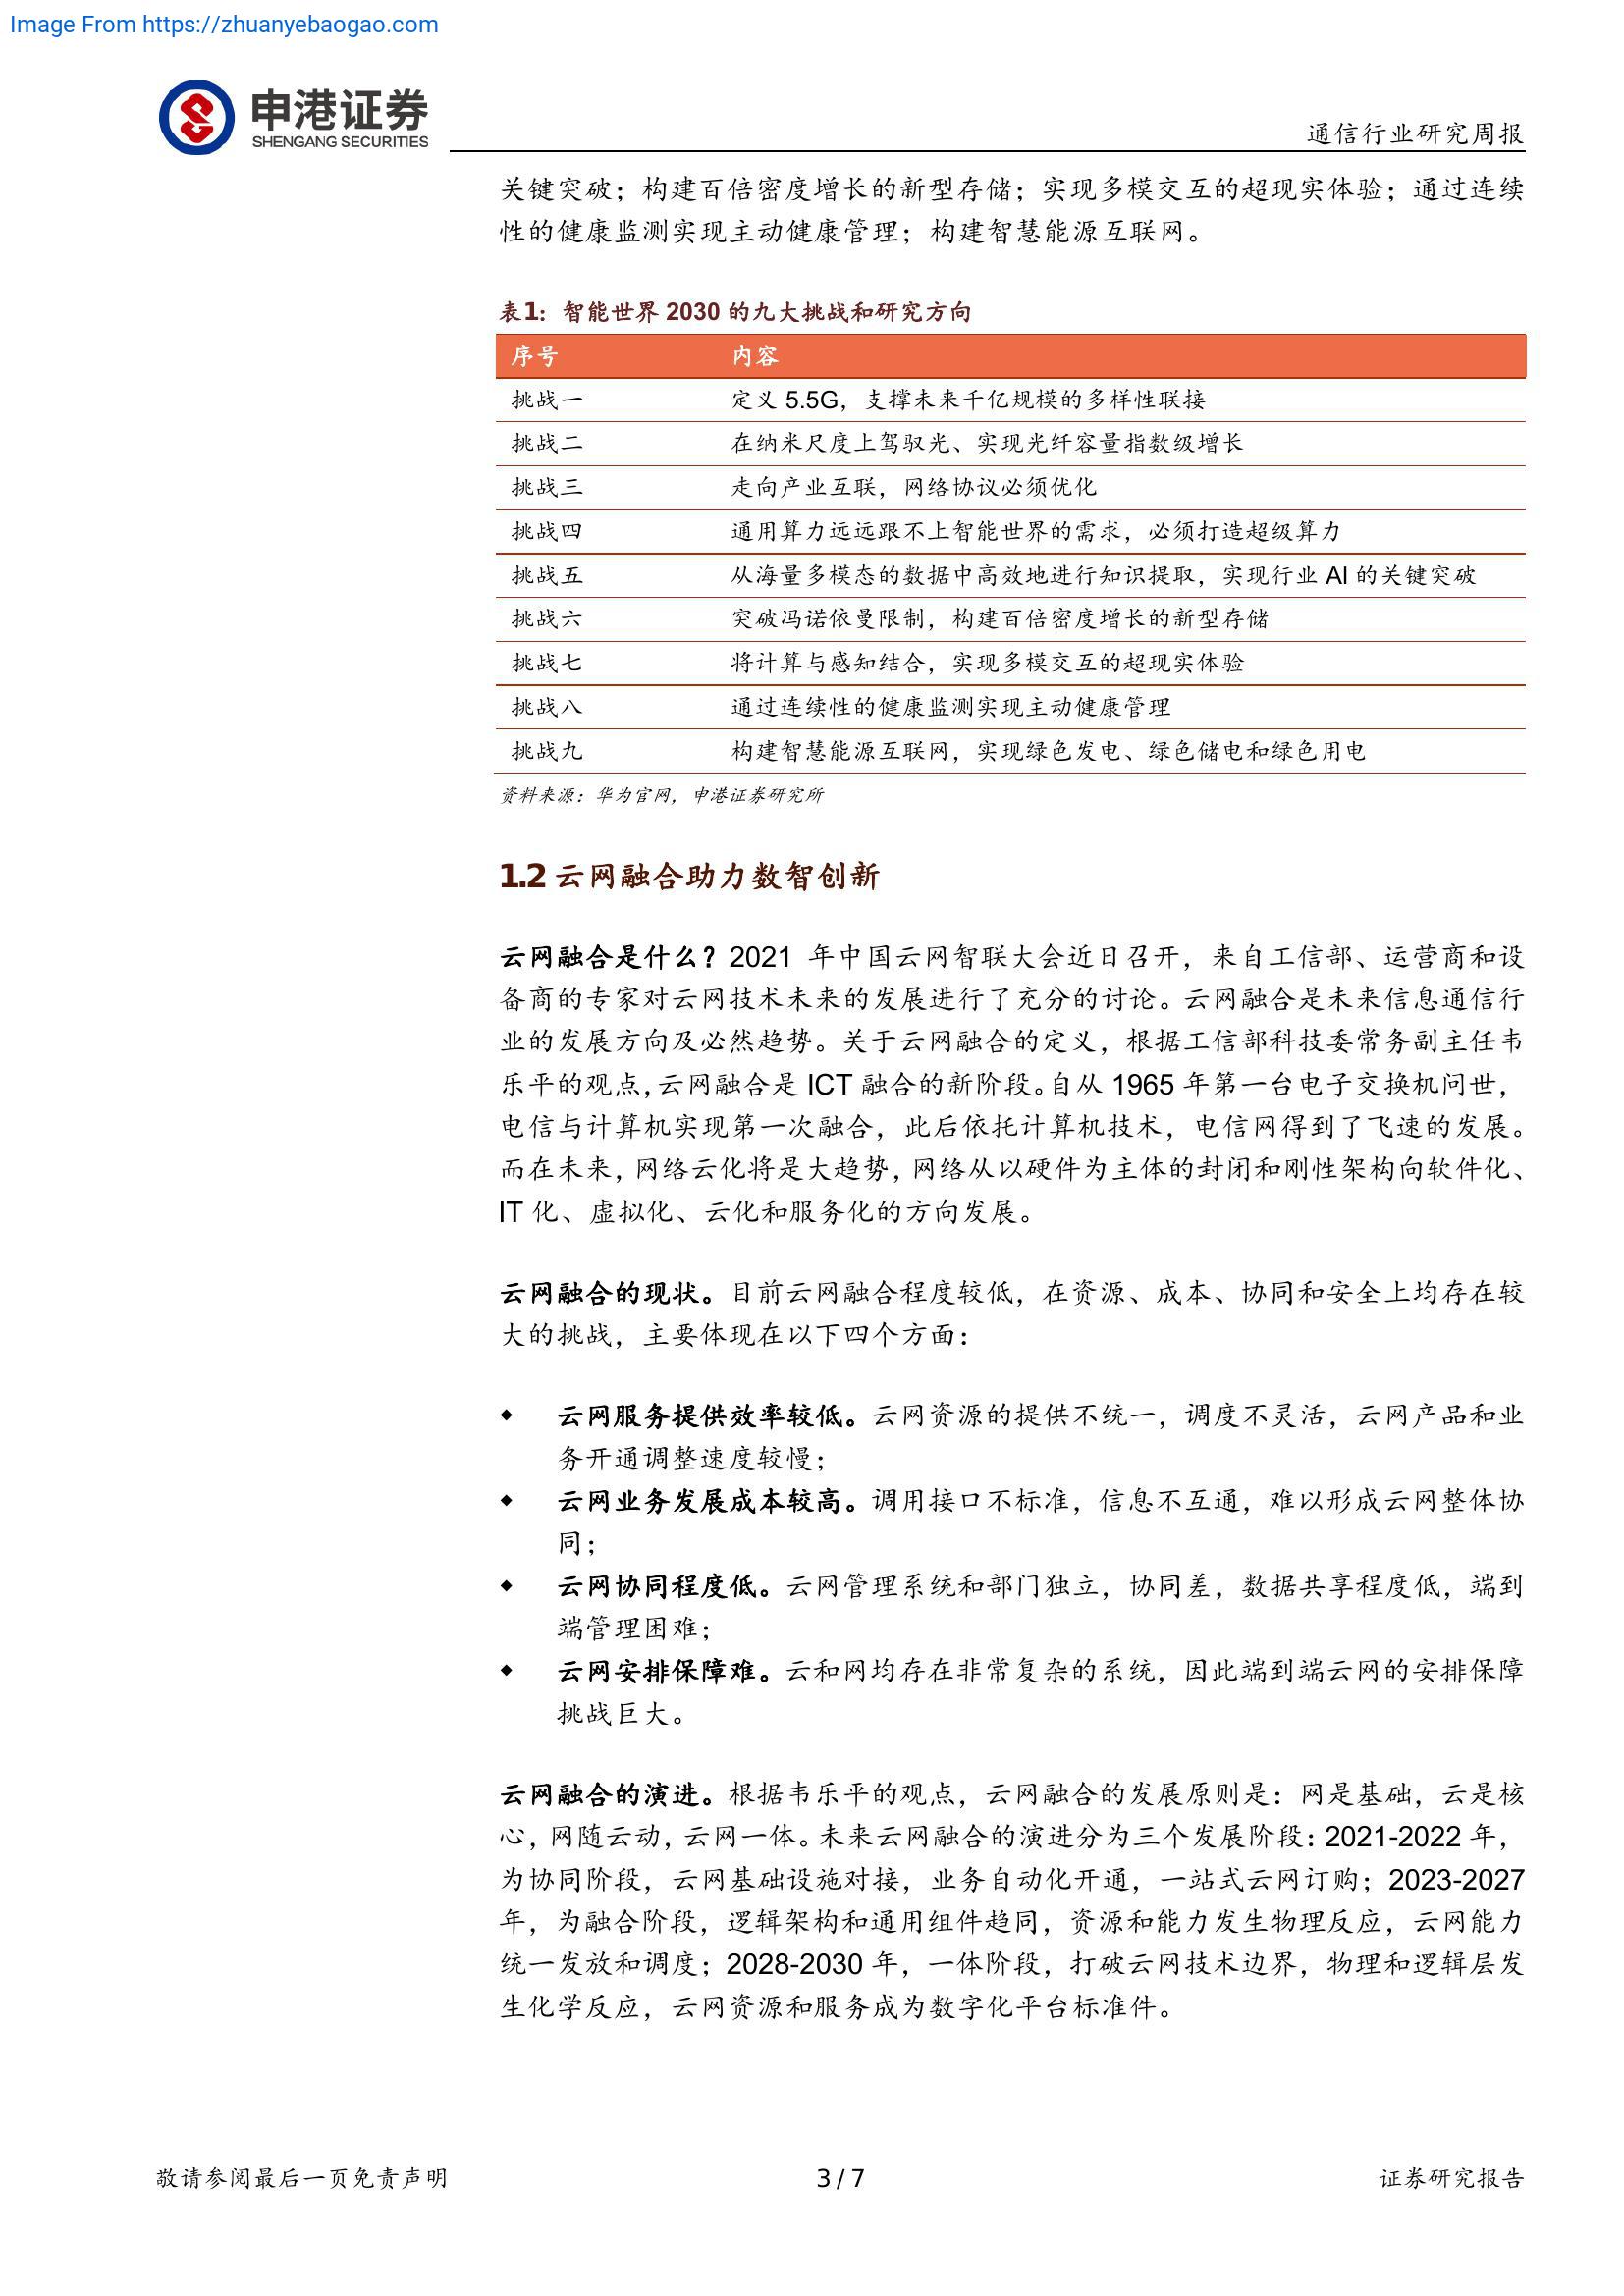 Image From https://zhuanyebaogao.com
申港证券
SHENGANG SECURITIES
通信行业研究周报
关键突破；构建百倍密度增长的新型存储；实现多模交互的超现实体验；通过连续
性的健康监测实现主动健康管理；构建智慧能源互联网。
表1：智能世界 2030 的九大挑战和研究方向
序号 内容
挑战一 定义 5.5G，支撑未来千亿规模的多样性联接
挑战二 在纳米尺度上驾驭光、实现光纤容量指数级增长
挑战三 走向产业互联，网络协议必须优化
挑战四 通用算力远远跟不上智能世界的需求，必须打造超级算力
挑战五 从海量多模态的数据中高效地进行知识提取，实现行业 AI 的关键突破
挑战六 突破冯诺依曼限制，构建百倍密度增长的新型存储
挑战七 将计算与感知结合，实现多模交互的超现实体验
挑战八 通过连续性的健康监测实现主动健康管理
挑战九 构建智慧能源互联网，实现绿色发电、绿色储电和绿色用电
资料来源：华为官网，申港证券研究所
1.2 云网融合助力数智创新
云网融合是什么？2021 年中国云网智联大会近日召开，来自工信部、运营商和设
备商的专家对云网技术未来的发展进行了充分的讨论。云网融合是未来信息通信行
业的发展方向及必然趋势。关于云网融合的定义，根据工信部科技委常务副主任韦
乐平的观点，云网融合是 ICT 融合的新阶段。自从 1965 年第一台电子交换机问世，
电信与计算机实现第一次融合，此后依托计算机技术，电信网得到了飞速的发展。
而在未来，网络云化将是大趋势，网络从以硬件为主体的封闭和刚性架构向软件化、
IT 化、虚拟化、云化和服务化的方向发展。
云网融合的现状。目前云网融合程度较低，在资源、成本、协同和安全上均存在较
大的挑战，主要体现在以下四个方面：
◆ 云网服务提供效率较低。云网资源的提供不统一，调度不灵活，云网产品和业
务开通调整速度较慢；
◆ 云网业务发展成本较高。调用接口不标准，信息不互通，难以形成云网整体协
同；
◆ 云网协同程度低。云网管理系统和部门独立，协同差，数据共享程度低，端到
端管理困难；
◆ 云网安排保障难。云和网均存在非常复杂的系统，因此端到端云网的安排保障
挑战巨大。
云网融合的演进。根据韦乐平的观点，云网融合的发展原则是：网是基础，云是核
心，网随云动，云网一体。未来云网融合的演进分为三个发展阶段：2021-2022 年，
为协同阶段，云网基础设施对接，业务自动化开通，一站式云网订购；2023-2027
年，为融合阶段，逻辑架构和通用组件趋同，资源和能力发生物理反应，云网能力
统一发放和调度；2028-2030 年，一体阶段，打破云网技术边界，物理和逻辑层发
生化学反应，云网资源和服务成为数字化平台标准件。
敬请参阅最后一页免责声明 3 / 7 证券研究报告